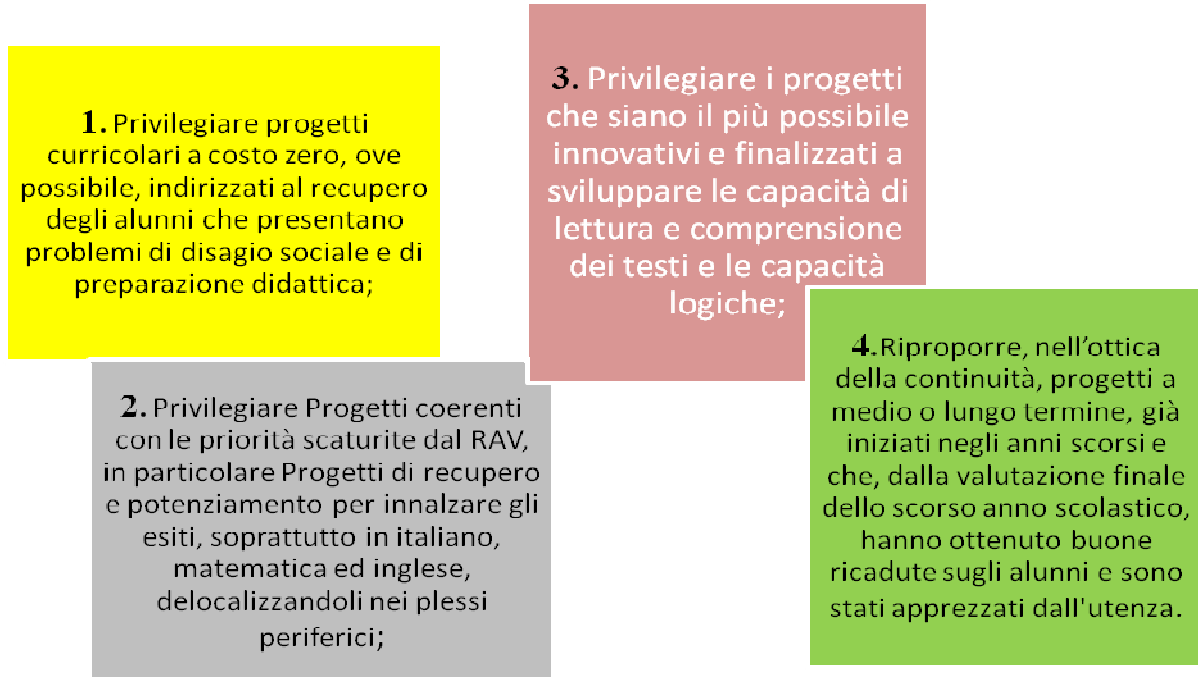 1. Privilegiare progetti
curricolari a costo zero, ove
possibile, indirizzati al recupero
degli alunni che presentano
problemi di disagio sociale e di
preparazione didattica;
2. Privilegiare Progetti coerenti
con le priorità scaturite dal RAV,
in particolare Progetti di recupero
e potenziamento per innalzare gli
esiti, soprattutto in italiano,
matematica ed inglese,
delocalizzandoli nei plessi
periferici;
3. Privilegiare i progetti
che siano il più possibile
innovativi e finalizzati a
sviluppare le capacità di
lettura e comprensione
dei testi e le capacità
logiche;
4.Riproporre, nell’ottica
della continuità, progetti a
medio o lungo termine, già
iniziati negli anni scorsi e
che, dalla valutazione finale
dello scorso anno scolastico,
hanno ottenuto buone
ricadute sugli alunni e sono
stati apprezzati dall'utenza.